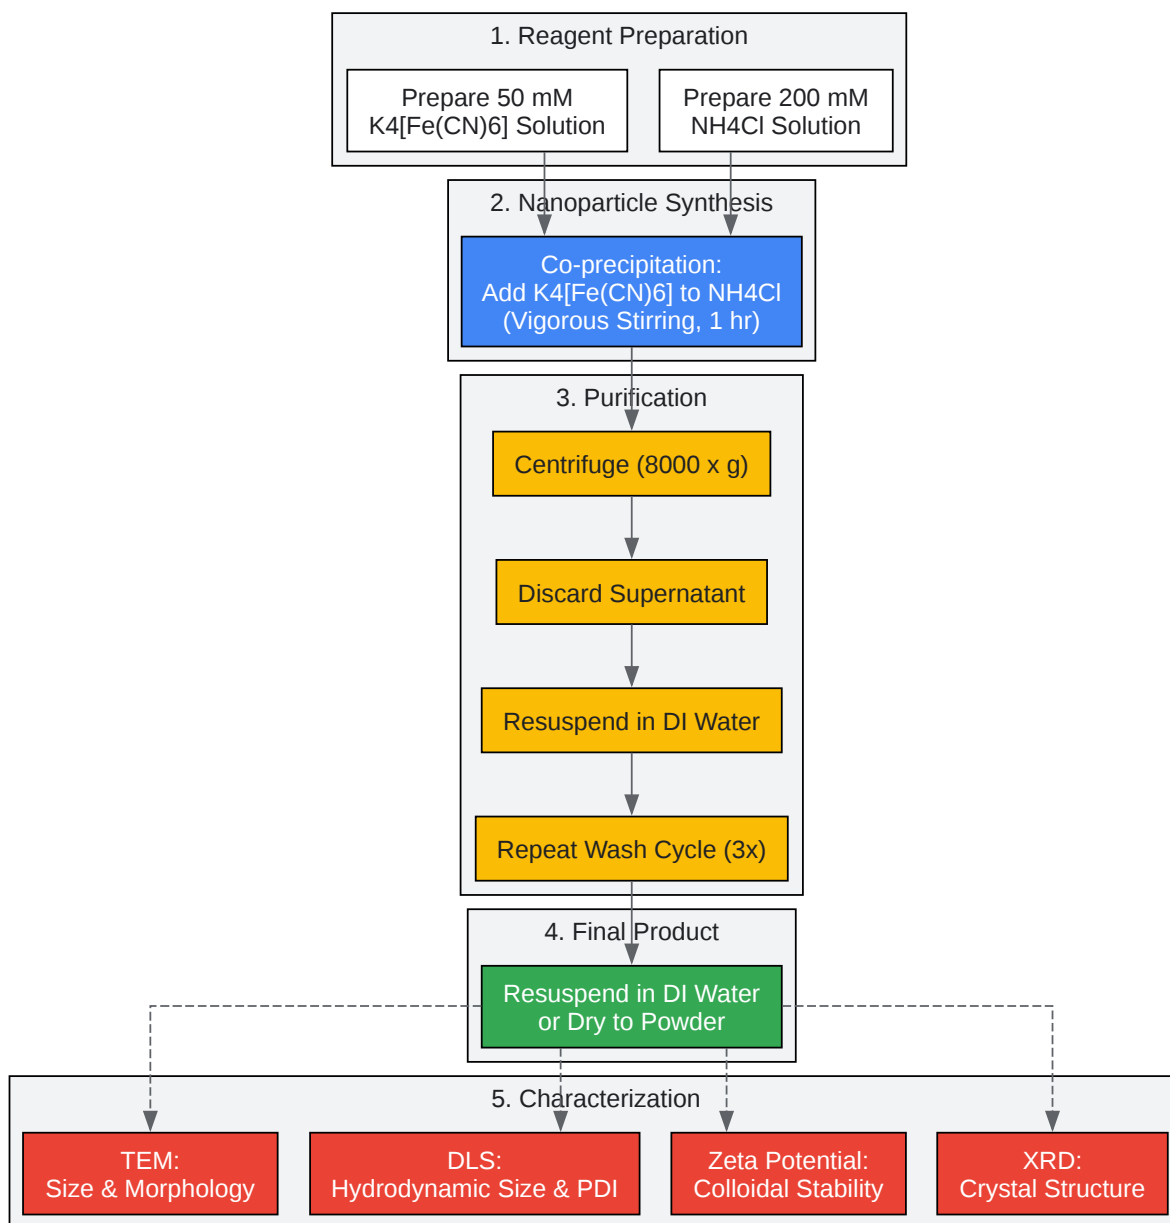 1. Reagent Preparation
Prepare 50 mM
K4[Fe(CN)6] Solution
Prepare 200 mM
NH4Cl Solution
2. Nanoparticle Synthesis
Co-precipitation:
Add K4[Fe(CN)6] to NH4Cl
(Vigorous Stirring, 1 hr)
3. Purification
Centrifuge (8000 x g)
Discard Supernatant
Resuspend in DI Water
Repeat Wash Cycle (3x)
4. Final Product
Resuspend in DI Water
or Dry to Powder
5. Characterization
TEM:
Size & Morphology
DLS:
Hydrodynamic Size & PDI
Zeta Potential:
Colloidal Stability
XRD:
Crystal Structure